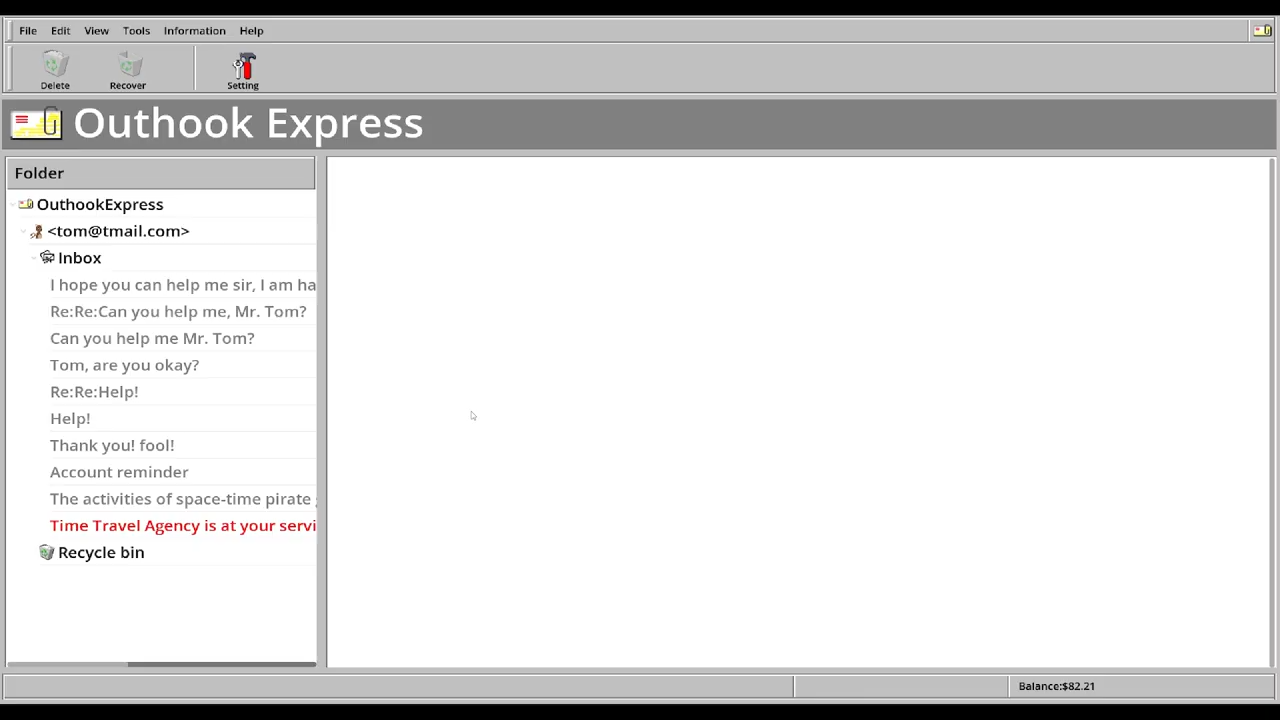 File Edit View Tools Information Help
Delete Recover Setting
Outhook Express
Folder
OuthookExpress
<tom@tmail.com>
Inbox
I hope you can help me sir, I am ha
Re:Re:Can you help me, Mr. Tom?
Can you help me Mr. Tom?
Tom, are you okay?
Re:Re:Help!
Help!
Thank you! fool!
Account reminder
The activities of space-time pirate
Time Travel Agency is at your servi
Recycle bin
Balance:$82.21